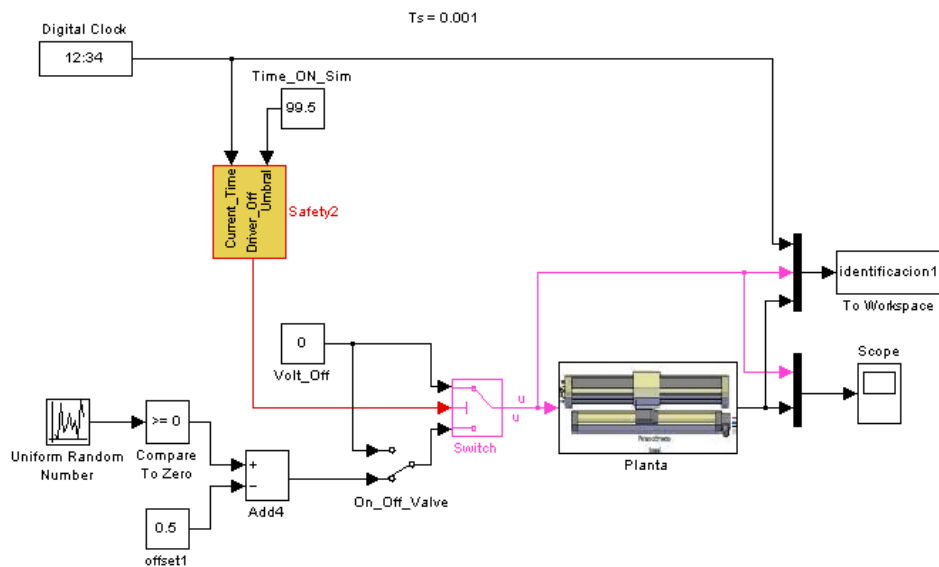 Ts = 0.001
Digital Clock
12:34
Time_ON_Sim
99.5
Current_Time
Driver_Off
Umbral
Safety2
identificacion1
To Workspace
0
Volt_Off
Scope
u
u
Switch
Planta
>= 0
Uniform Random
Number
Compare
To Zero
+
−
Add4
On_Off_Valve
0.5
offset1